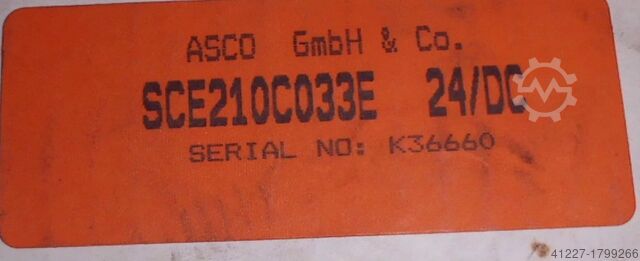 ASCO GmbH & Co.
SCE210C033E 24/DC
SERIAL NO: K36660
41227-1799266